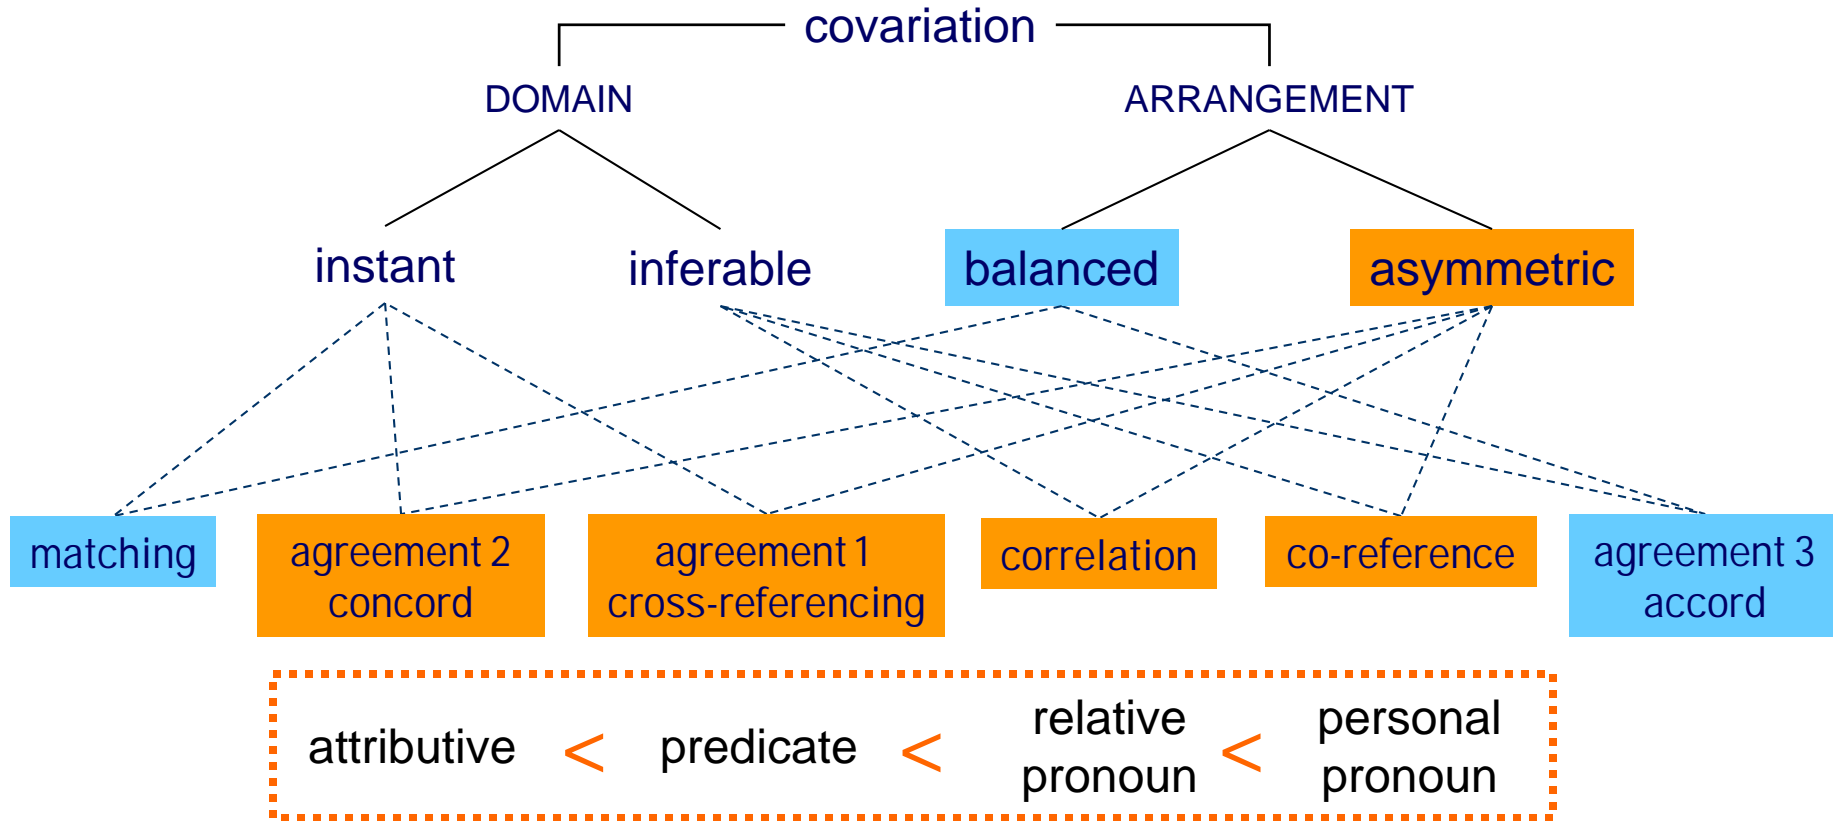 covariation
DOMAIN
ARRANGEMENT
instant
inferable
balanced
asymmetric
matching
agreement 2
concord
agreement 1
cross-referencing
correlation
co-reference
agreement 3
accord
attributive < predicate < relative
pronoun < personal
pronoun